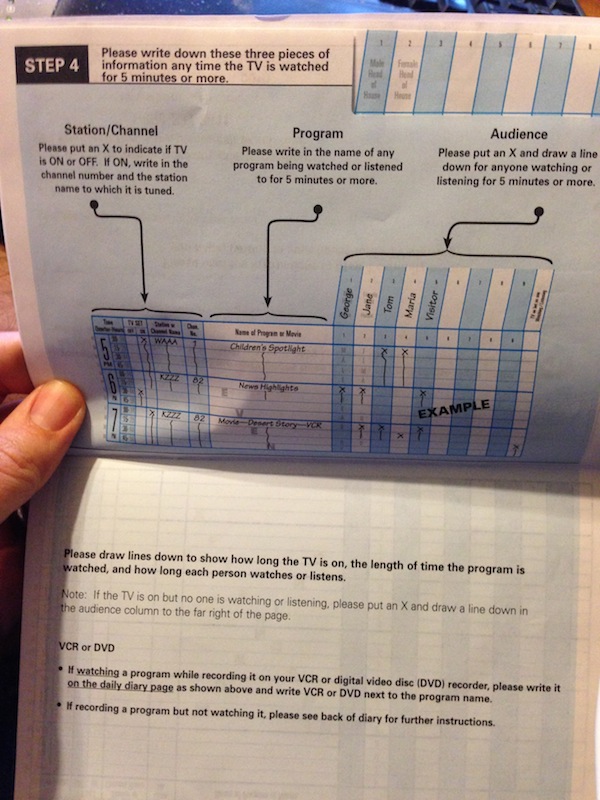 STEP 4
Please write down these three pieces of
information any time the TV is watched
for 5 minutes or more.
1 2 3 4 5 6 7 8
Male Head of House
Female Head of House
Station/Channel
Please put an X to indicate if TV
is ON or OFF. If ON, write in the
channel number and the station
name to which it is tuned.
Program
Please write in the name of any
program being watched or listened
to for 5 minutes or more.
Audience
Please put an X and draw a line
down for anyone watching or
listening for 5 minutes or more.
George
Jane
Tom
Maria
Visitor
Time
Quarter-Hours
TV SET
OFF ON
Station or
Channel Name
Chan.
No.
Name of Program or Movie
5
PM
X WAAA
Children's Spotlight
X X
6
KZZZ 82
News Highlights
X
X X X
EXAMPLE
7
X KZZZ 82
Movie—Desert Story—VCR
X X X X
X
EVEN
Please draw lines down to show how long the TV is on, the length of time the program is
watched, and how long each person watches or listens.
Note: If the TV is on but no one is watching or listening, please put an X and draw a line down in
the audience column to the far right of the page.
VCR or DVD
• If watching a program while recording it on your VCR or digital video disc (DVD) recorder, please write it
on the daily diary page as shown above and write VCR or DVD next to the program name.
• If recording a program but not watching it, please see back of diary for further instructions.